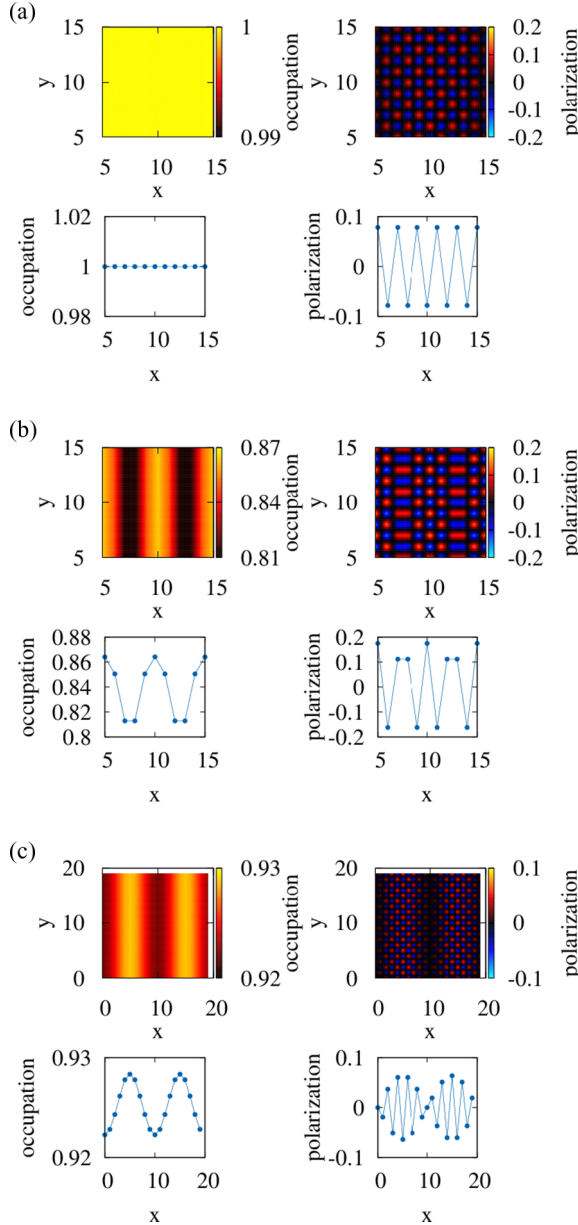 (a)
15
10
5
y
5 10 15
x
1
0.99
occupation
15
10
5
y
5 10 15
x
0.2
0.1
0
-0.1
-0.2
polarization
1.02
1
0.98
occupation
5 10 15
x
0.1
0
-0.1
polarization
5 10 15
x
(b)
15
10
5
y
5 10 15
x
0.87
0.84
0.81
occupation
15
10
5
y
5 10 15
x
0.2
0.1
0
-0.1
-0.2
polarization
0.88
0.86
0.84
0.82
0.8
occupation
5 10 15
x
0.2
0.1
0
-0.1
-0.2
polarization
5 10 15
x
(c)
20
10
0
y
0 10 20
x
0.93
0.92
occupation
20
10
0
y
0 10 20
x
0.1
0
-0.1
polarization
0.93
0.92
occupation
0 10 20
x
0.1
0
-0.1
polarization
0 10 20
x